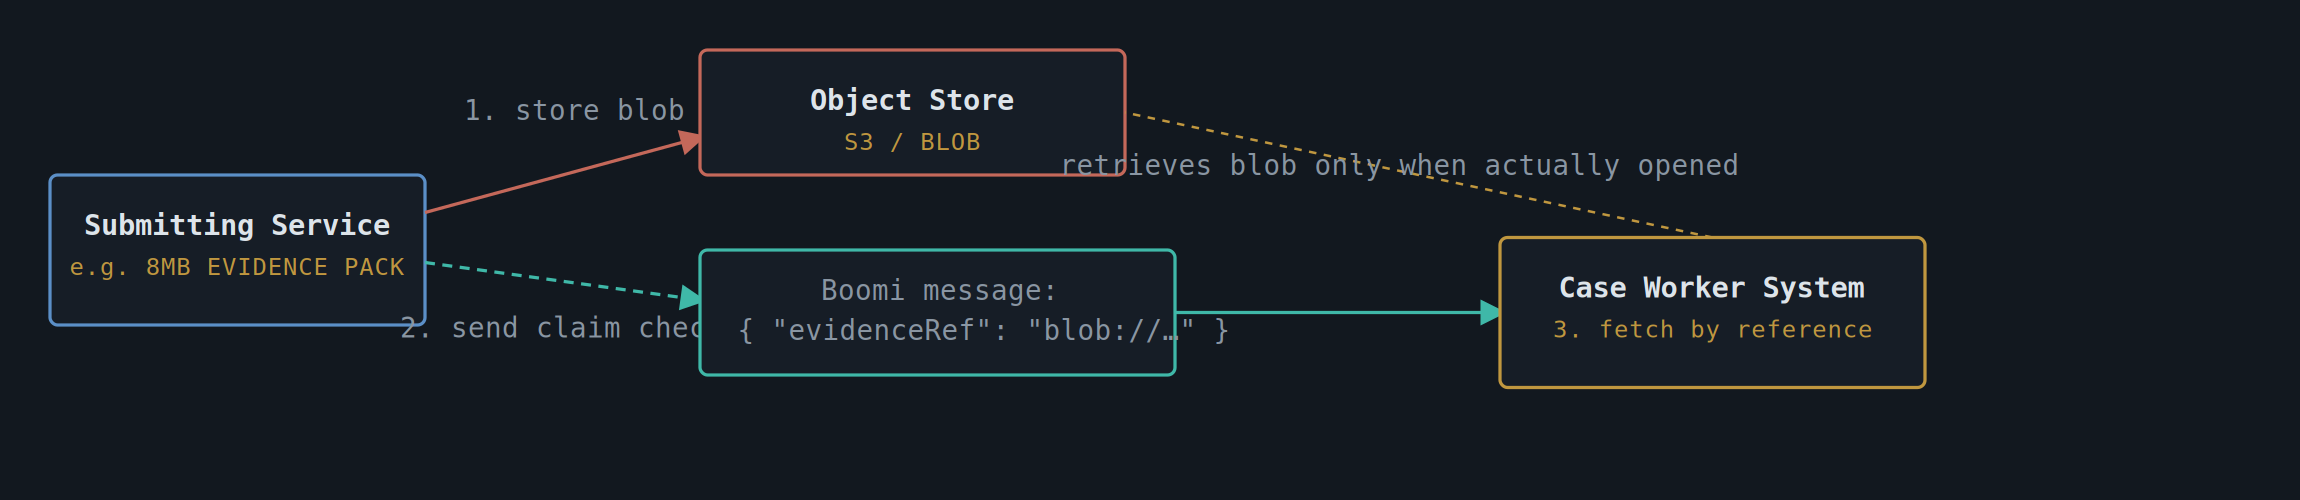 1. store blob
Object Store
S3 / BLOB
retrieves blob only when actually opened
Submitting Service
e.g. 8MB EVIDENCE PACK
2. send claim chec
Boomi message:
{ "evidenceRef": "blob://…" }
Case Worker System
3. fetch by reference